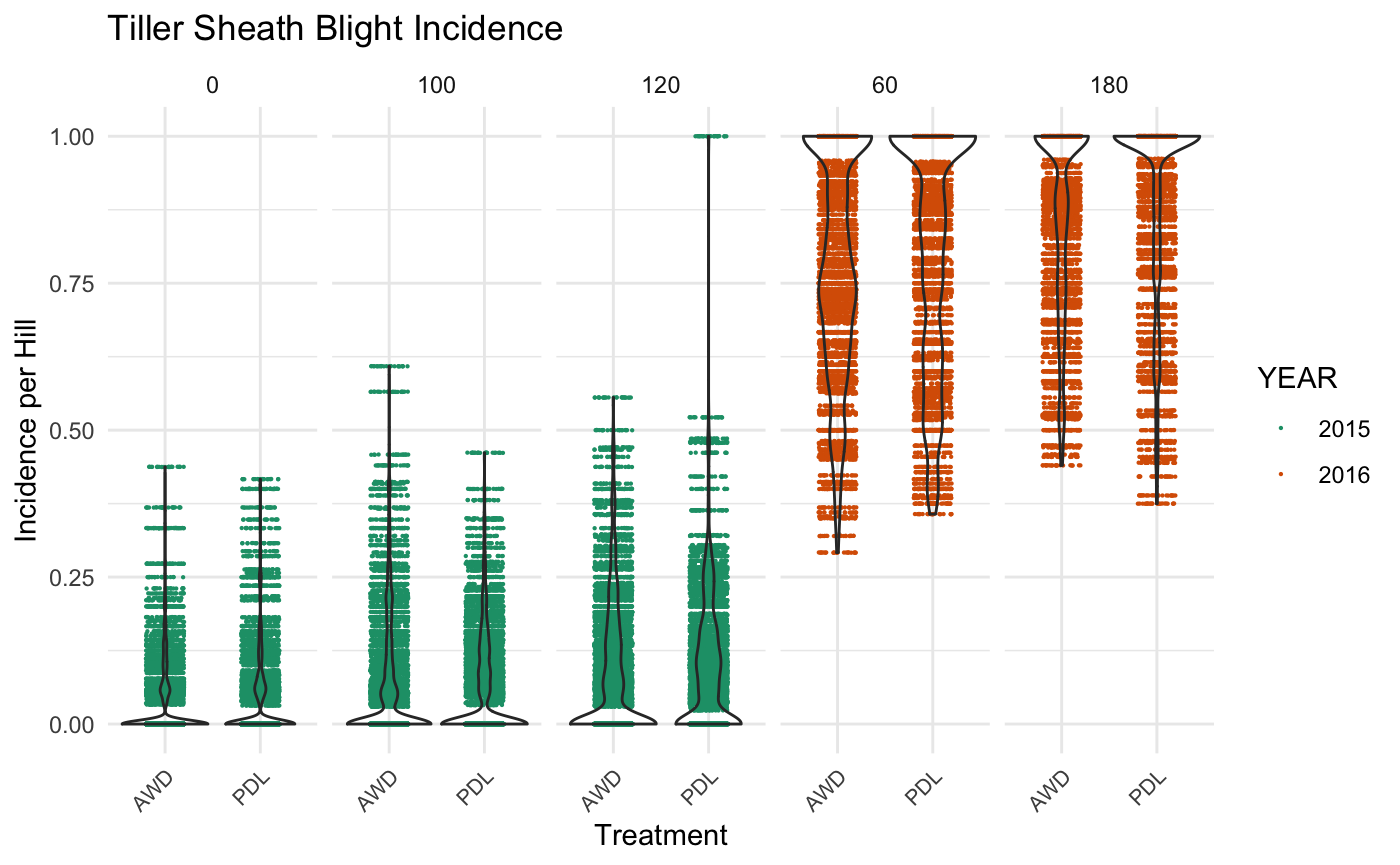 Tiller Sheath Blight Incidence
0 100 120 60 180
1.00
0.75
0.50
0.25
0.00
Incidence per Hill
AWD PDL AWD PDL AWD PDL AWD PDL AWD PDL
Treatment
YEAR
2015
2016